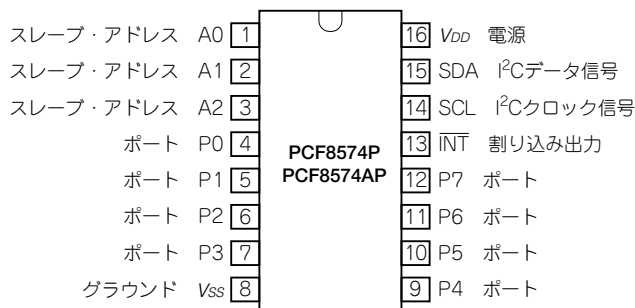 スレーブ・アドレス A0 1 16 VDD 電源
スレーブ・アドレス A1 2 15 SDA I²Cデータ信号
スレーブ・アドレス A2 3 14 SCL I²Cクロック信号
ポート P0 4 13 I̅N̅T̅ 割り込み出力
PCF8574P
ポート P1 5 12 P7 ポート
PCF8574AP
ポート P2 6 11 P6 ポート
ポート P3 7 10 P5 ポート
グラウンド Vss 8 9 P4 ポート